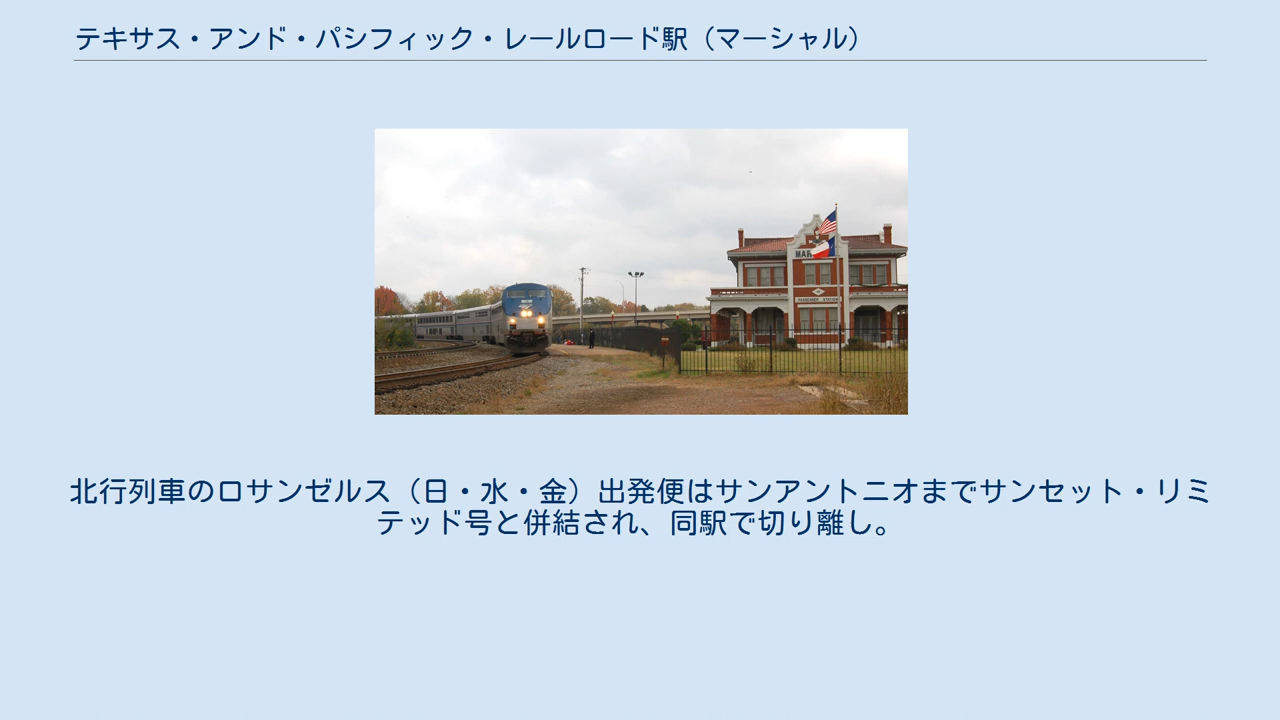 テキサス・アンド・パシフィック・レールロード駅（マーシャル）
PASSENGER STATION
北行列車のロサンゼルス（日・水・金）出発便はサンアントニオまでサンセット・リミ
テッド号と併結され、同駅で切り離し。